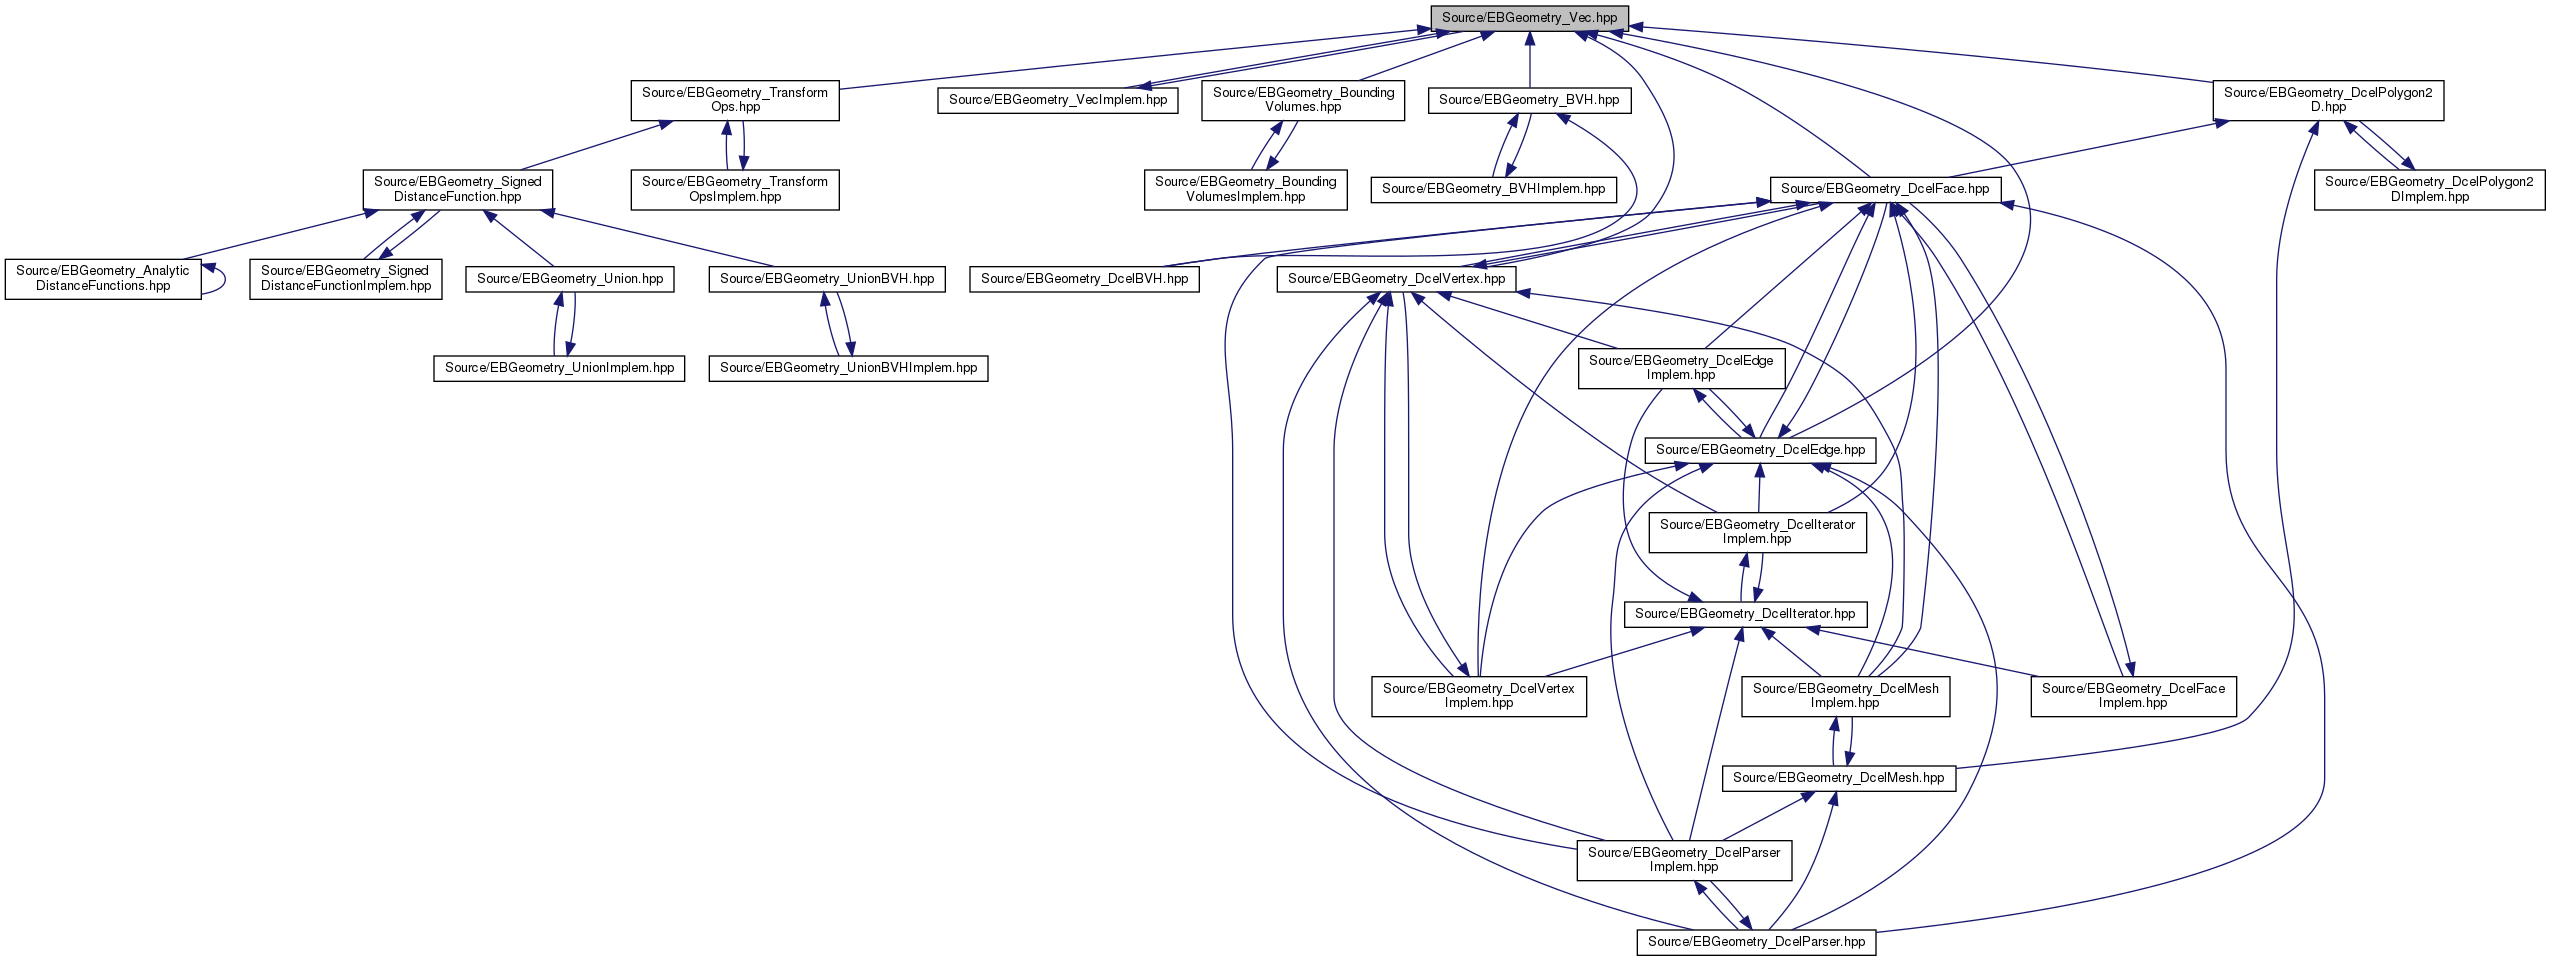 Source/EBGeometry_Vec.hpp
Source/EBGeometry_Transform
Ops.hpp
Source/EBGeometry_VecImplem.hpp
Source/EBGeometry_Bounding
Volumes.hpp
Source/EBGeometry_BVH.hpp
Source/EBGeometry_DcelPolygon2
D.hpp
Source/EBGeometry_Signed
DistanceFunction.hpp
Source/EBGeometry_Transform
OpsImplem.hpp
Source/EBGeometry_Bounding
VolumesImplem.hpp
Source/EBGeometry_BVHImplem.hpp
Source/EBGeometry_DcelFace.hpp
Source/EBGeometry_DcelPolygon2
DImplem.hpp
Source/EBGeometry_Analytic
DistanceFunctions.hpp
Source/EBGeometry_Signed
DistanceFunctionImplem.hpp
Source/EBGeometry_Union.hpp
Source/EBGeometry_UnionBVH.hpp
Source/EBGeometry_DcelBVH.hpp
Source/EBGeometry_DcelVertex.hpp
Source/EBGeometry_UnionImplem.hpp
Source/EBGeometry_UnionBVHImplem.hpp
Source/EBGeometry_DcelEdge
Implem.hpp
Source/EBGeometry_DcelEdge.hpp
Source/EBGeometry_DcelIterator
Implem.hpp
Source/EBGeometry_DcelIterator.hpp
Source/EBGeometry_DcelVertex
Implem.hpp
Source/EBGeometry_DcelMesh
Implem.hpp
Source/EBGeometry_DcelFace
Implem.hpp
Source/EBGeometry_DcelMesh.hpp
Source/EBGeometry_DcelParser
Implem.hpp
Source/EBGeometry_DcelParser.hpp